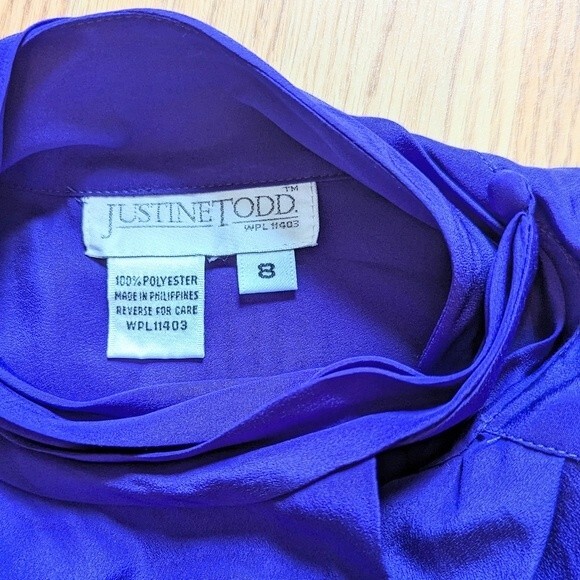 JUSTINETODD.™
WPL 11403
8
100% POLYESTER
MADE IN PHILIPPINES
REVERSE FOR CARE
WPL11403